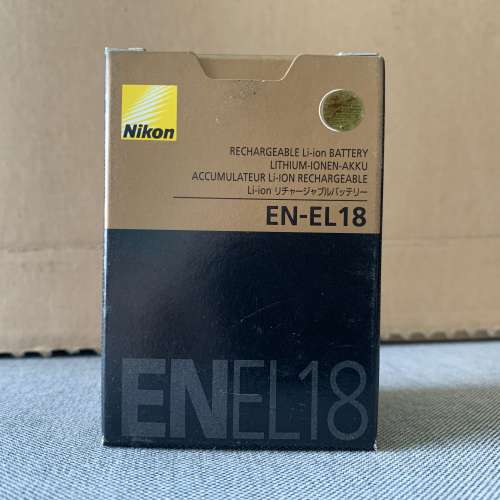 Nikon
RECHARGEABLE Li-ion BATTERY
LITHIUM-IONEN-AKKU
ACCUMULATEUR Li-ION RECHARGEABLE
Li-ion リチャージャブルバッテリー
EN-EL18
ENEL18